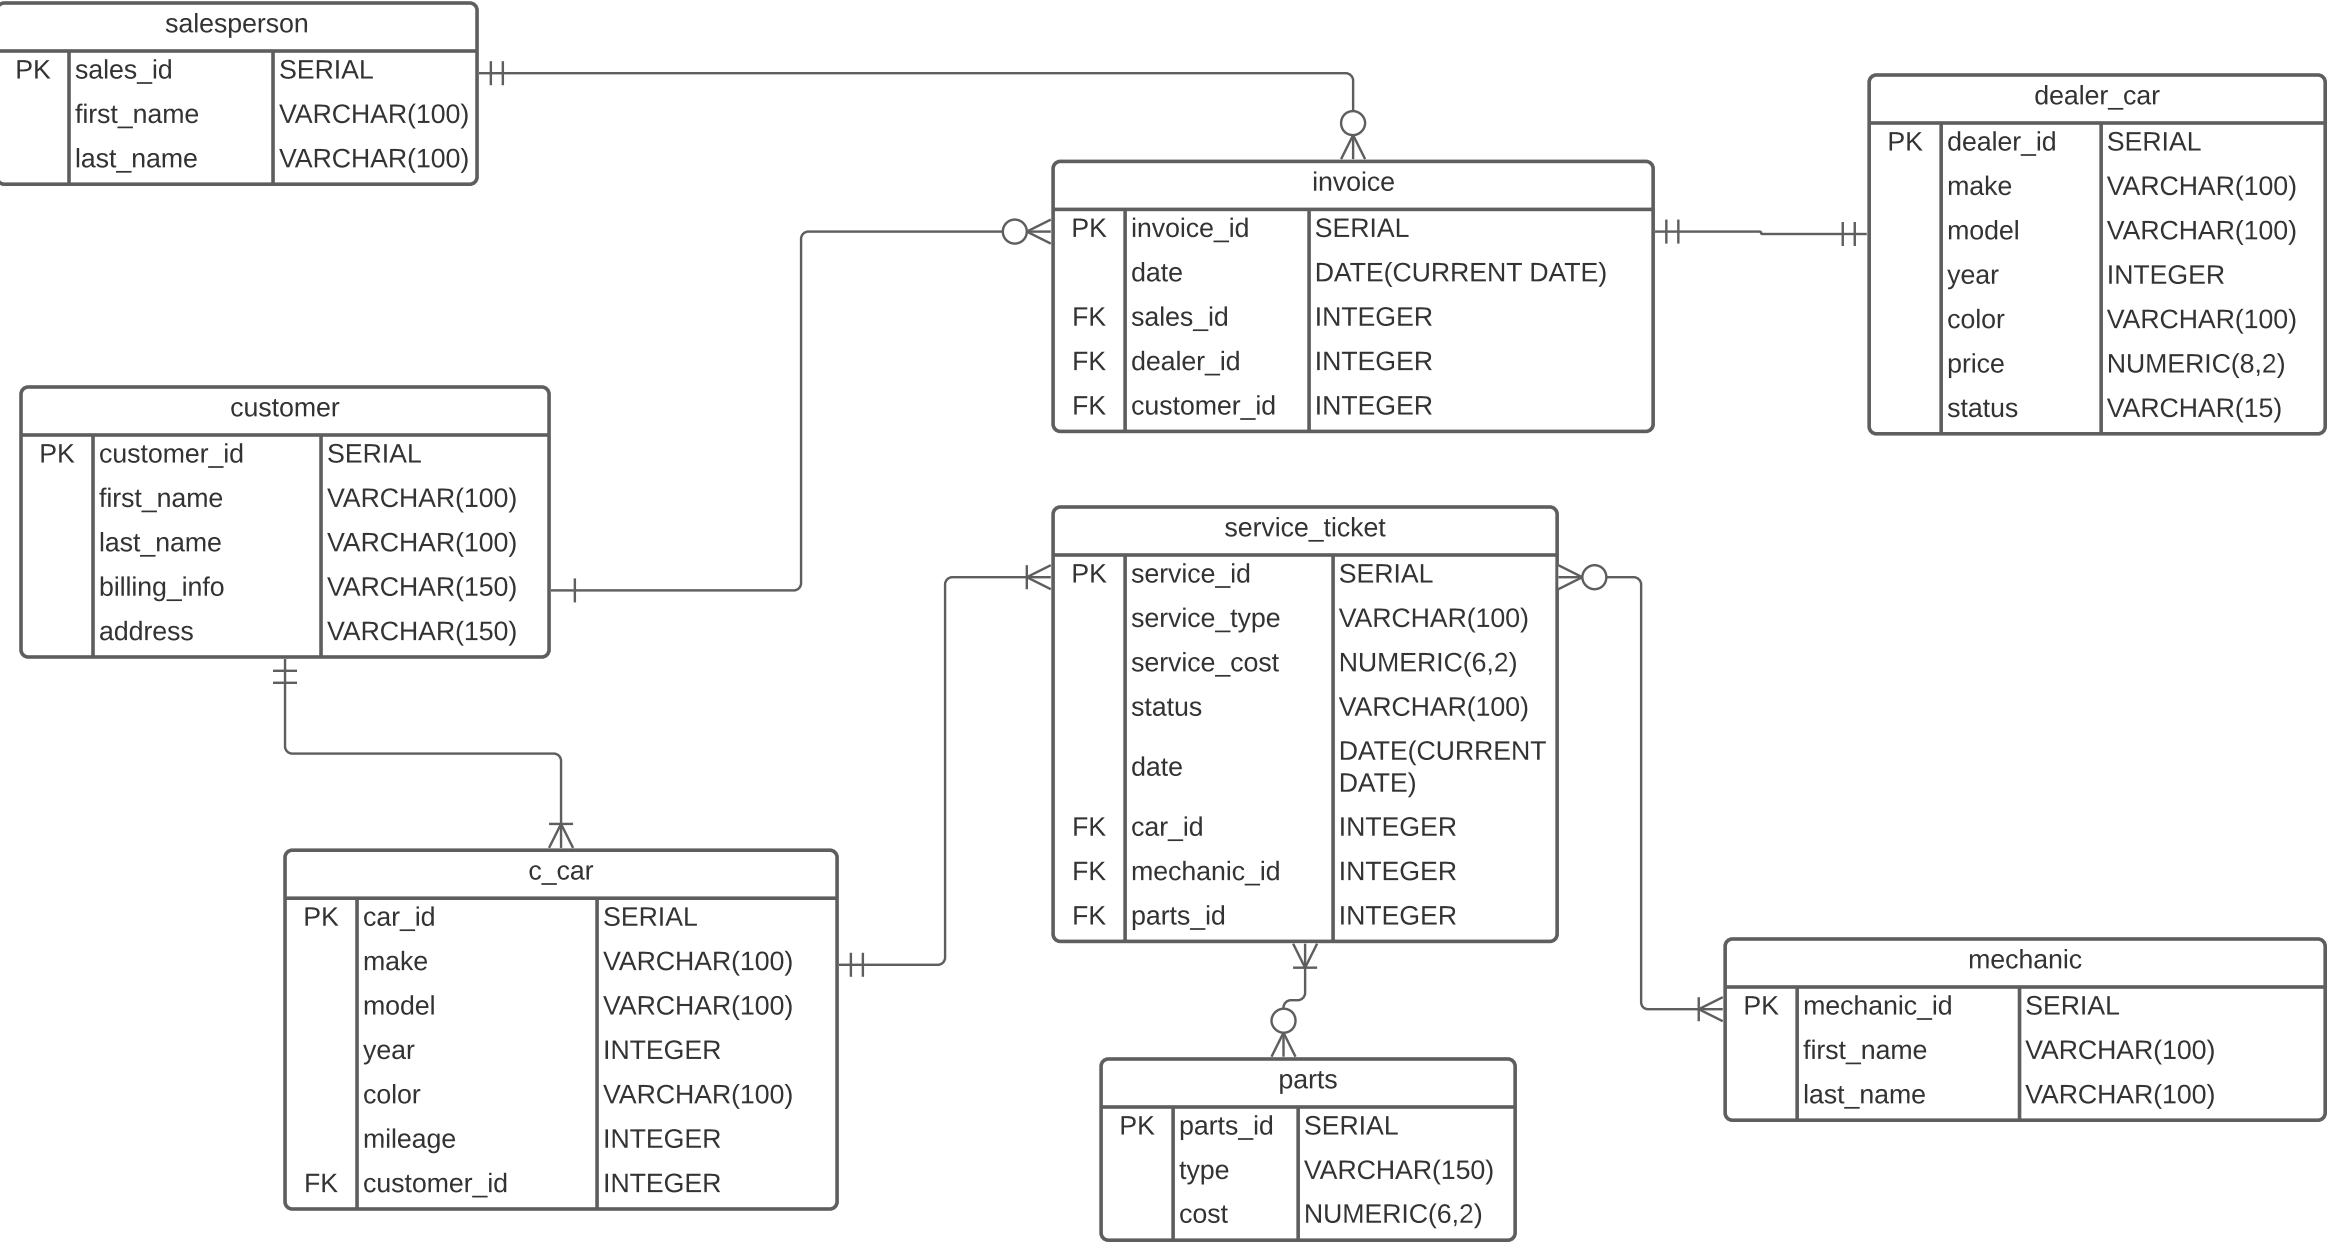 salesperson
PK sales_id SERIAL
first_name VARCHAR(100)
last_name VARCHAR(100)
dealer_car
PK dealer_id SERIAL
make VARCHAR(100)
model VARCHAR(100)
year INTEGER
color VARCHAR(100)
price NUMERIC(8,2)
status VARCHAR(15)
invoice
PK invoice_id SERIAL
date DATE(CURRENT DATE)
FK sales_id INTEGER
FK dealer_id INTEGER
FK customer_id INTEGER
customer
PK customer_id SERIAL
first_name VARCHAR(100)
last_name VARCHAR(100)
billing_info VARCHAR(150)
address VARCHAR(150)
service_ticket
PK service_id SERIAL
service_type VARCHAR(100)
service_cost NUMERIC(6,2)
status VARCHAR(100)
date DATE(CURRENT
DATE)
FK car_id INTEGER
FK mechanic_id INTEGER
FK parts_id INTEGER
c_car
PK car_id SERIAL
make VARCHAR(100)
model VARCHAR(100)
year INTEGER
color VARCHAR(100)
mileage INTEGER
FK customer_id INTEGER
mechanic
PK mechanic_id SERIAL
first_name VARCHAR(100)
last_name VARCHAR(100)
parts
PK parts_id SERIAL
type VARCHAR(150)
cost NUMERIC(6,2)